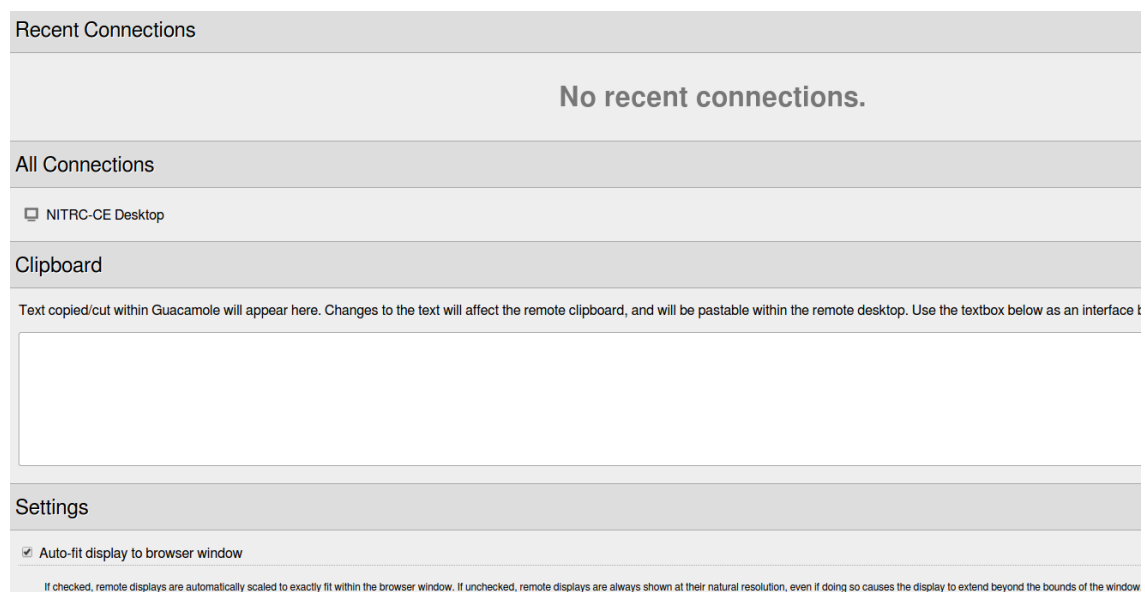 Recent Connections
No recent connections.
All Connections
NITRC-CE Desktop
Clipboard
Text copied/cut within Guacamole will appear here. Changes to the text will affect the remote clipboard, and will be pastable within the remote desktop. Use the textbox below as an interface b
Settings
Auto-fit display to browser window
If checked, remote displays are automatically scaled to exactly fit within the browser window. If unchecked, remote displays are always shown at their natural resolution, even if doing so causes the display to extend beyond the bounds of the window